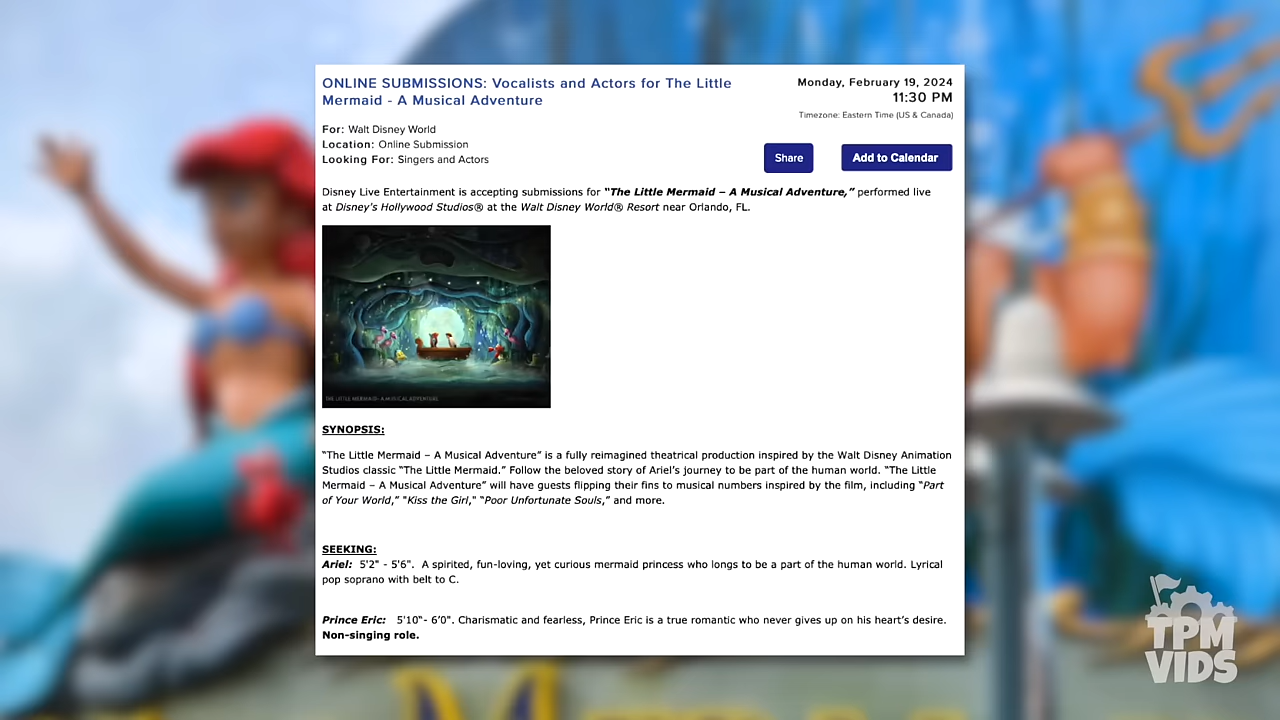 ONLINE SUBMISSIONS: Vocalists and Actors for The Little
Mermaid - A Musical Adventure
Monday, February 19, 2024
11:30 PM
Timezone: Eastern Time (US & Canada)
For: Walt Disney World
Location: Online Submission
Looking For: Singers and Actors
Share
Add to Calendar
Disney Live Entertainment is accepting submissions for “The Little Mermaid – A Musical Adventure,” performed live
at Disney's Hollywood Studios® at the Walt Disney World® Resort near Orlando, FL.
THE LITTLE MERMAID - A MUSICAL ADVENTURE
SYNOPSIS:
“The Little Mermaid – A Musical Adventure” is a fully reimagined theatrical production inspired by the Walt Disney Animation
Studios classic “The Little Mermaid.” Follow the beloved story of Ariel’s journey to be part of the human world. “The Little
Mermaid – A Musical Adventure” will have guests flipping their fins to musical numbers inspired by the film, including “Part
of Your World,” “Kiss the Girl," “Poor Unfortunate Souls,” and more.
SEEKING:
Ariel: 5'2" - 5'6". A spirited, fun-loving, yet curious mermaid princess who longs to be a part of the human world. Lyrical
pop soprano with belt to C.
Prince Eric: 5'10“- 6’0". Charismatic and fearless, Prince Eric is a true romantic who never gives up on his heart’s desire.
Non-singing role.
TPM
VIDS